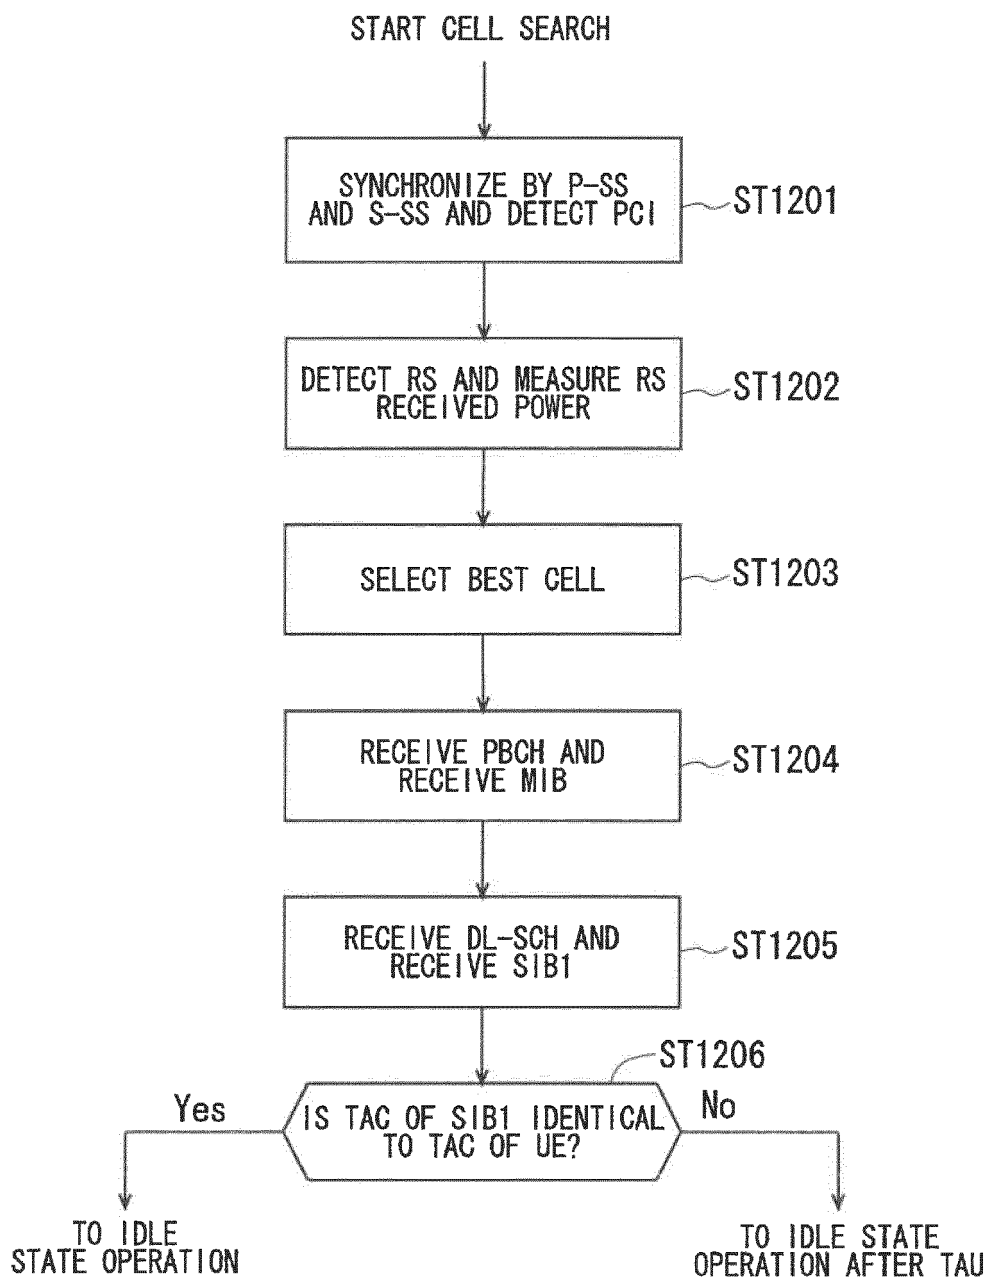 START CELL SEARCH
SYNCHRONIZE BY P-SS
AND S-SS AND DETECT PCI
ST1201
DETECT RS AND MEASURE RS
RECEIVED POWER
ST1202
SELECT BEST CELL
ST1203
RECEIVE PBCH AND
RECEIVE MIB
ST1204
RECEIVE DL-SCH AND
RECEIVE SIB1
ST1205
ST1206
IS TAC OF SIB1 IDENTICAL
TO TAC OF UE?
Yes
No
TO IDLE
STATE OPERATION
TO IDLE STATE
OPERATION AFTER TAU